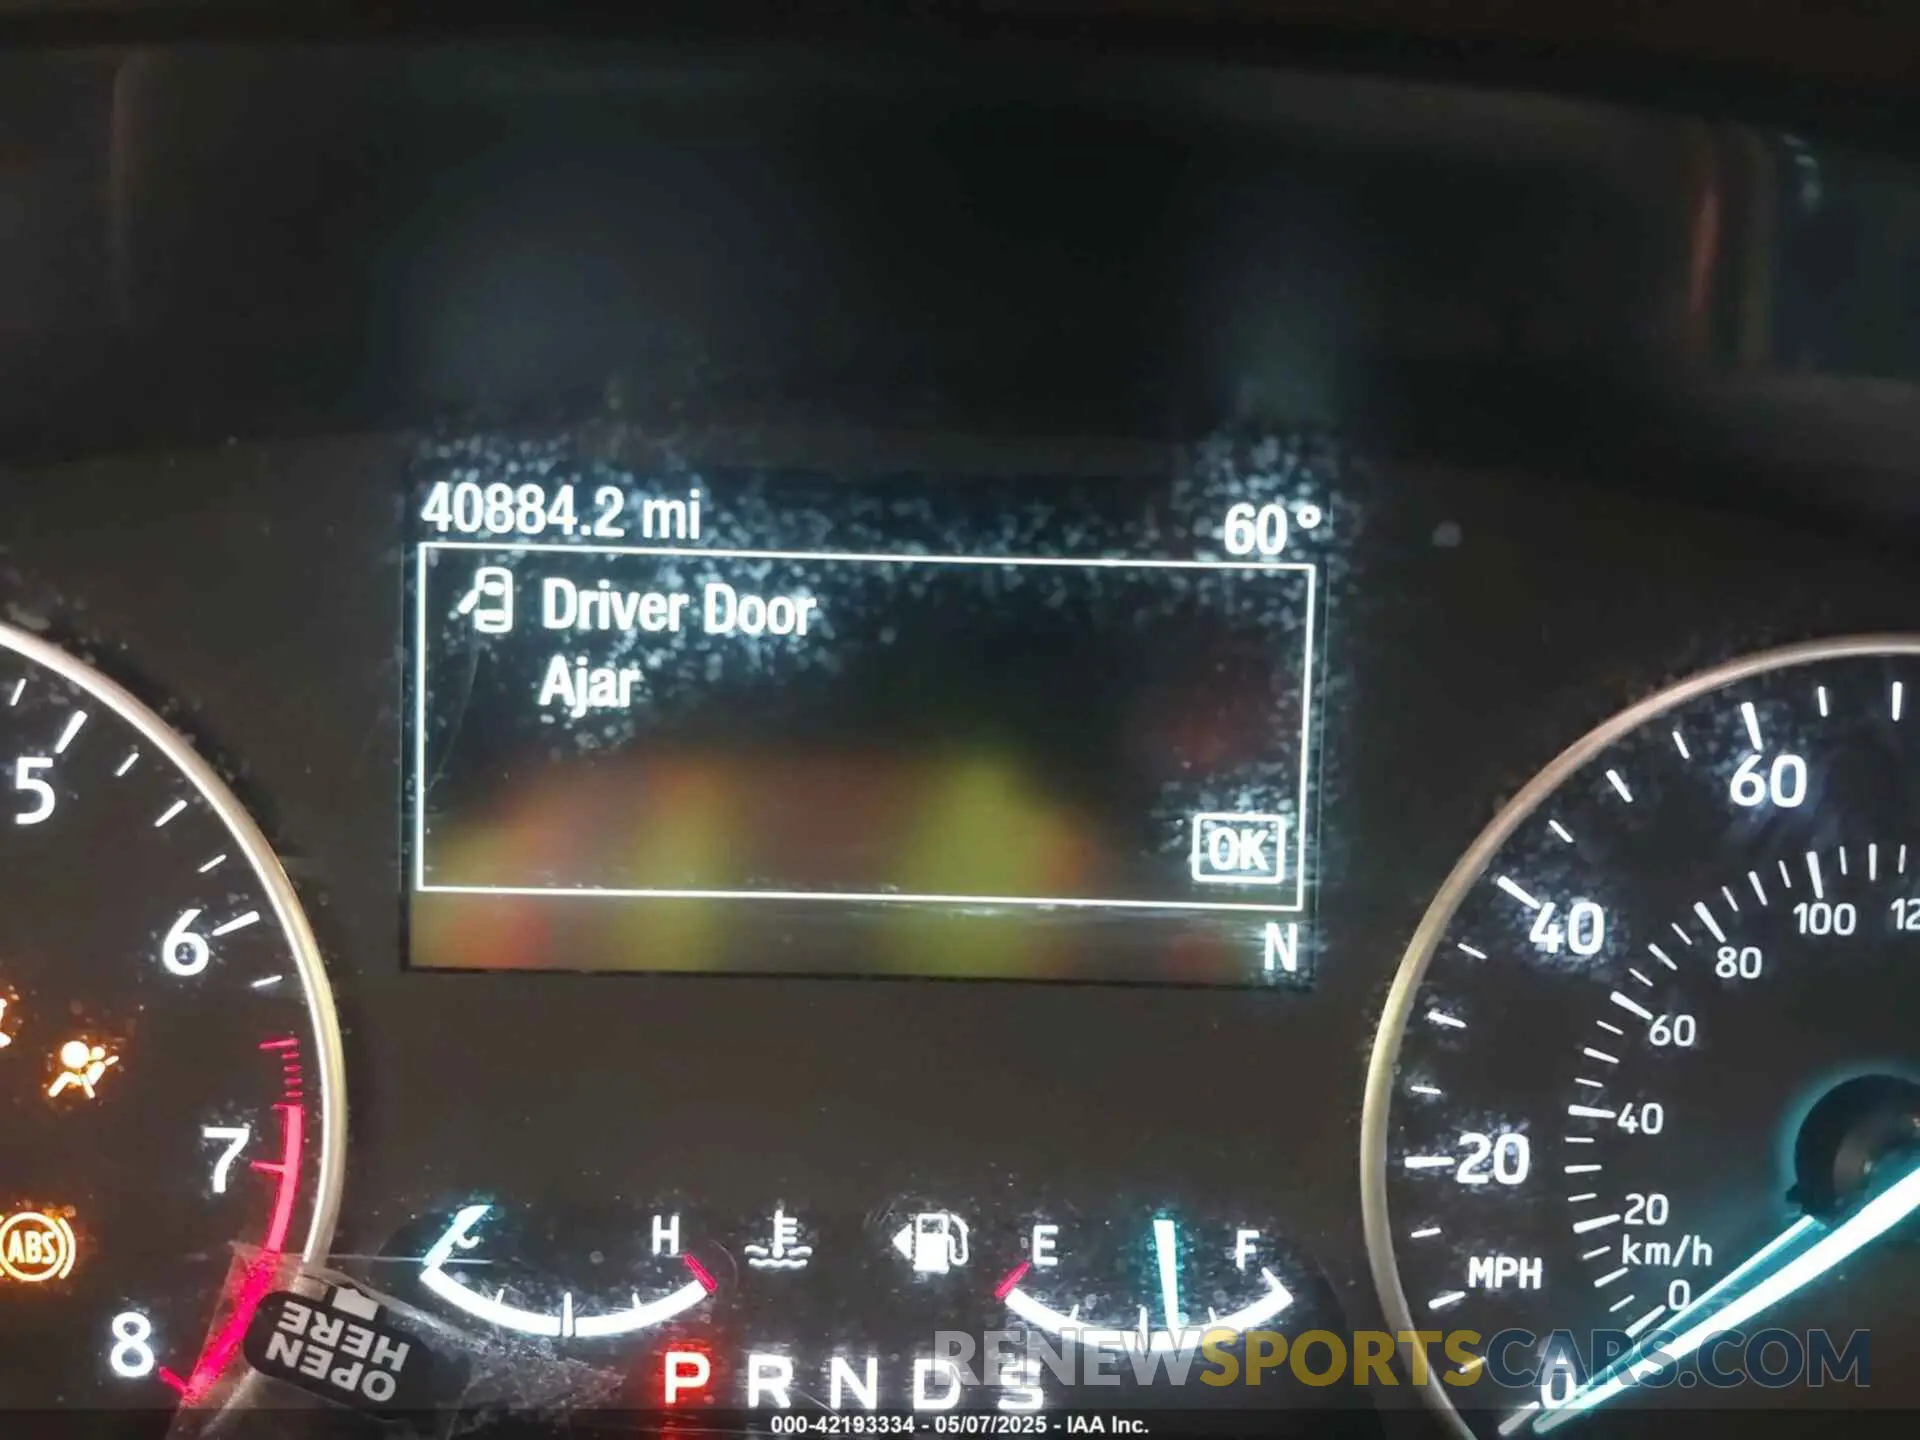 40884.2 mi
60°
Driver Door
Ajar
OK
N
5
6
7
8
ABS
C
H
E
F
P R N D S
OPEN
HERE
60
40
20
0
MPH
100
80
60
40
20
km/h
0
RENEWSPORTSCARS.COM
000-42193334 - 05/07/2025 - IAA Inc.